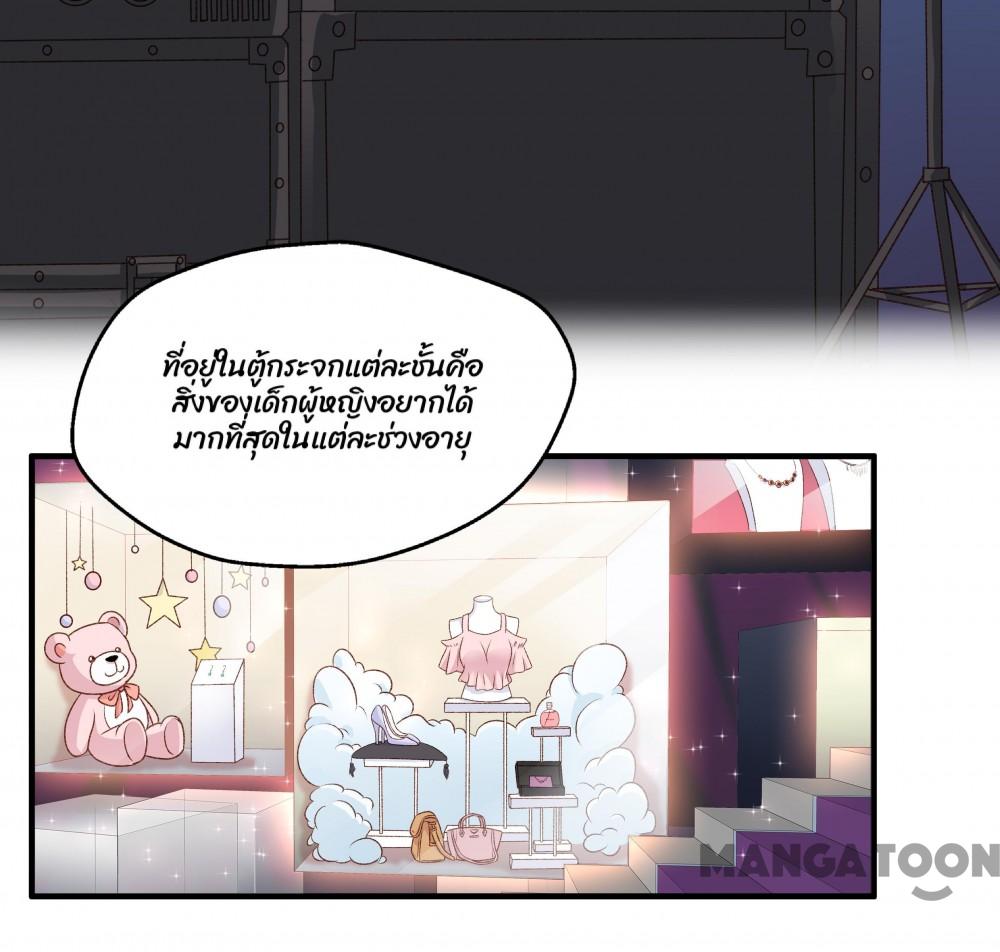 ที่อยู่ในตู้กระจกแต่ละชั้นคือ
สิ่งของเด็กผู้หญิงอยากได้
มากที่สุดในแต่ละช่วงอายุ
MANGATOON